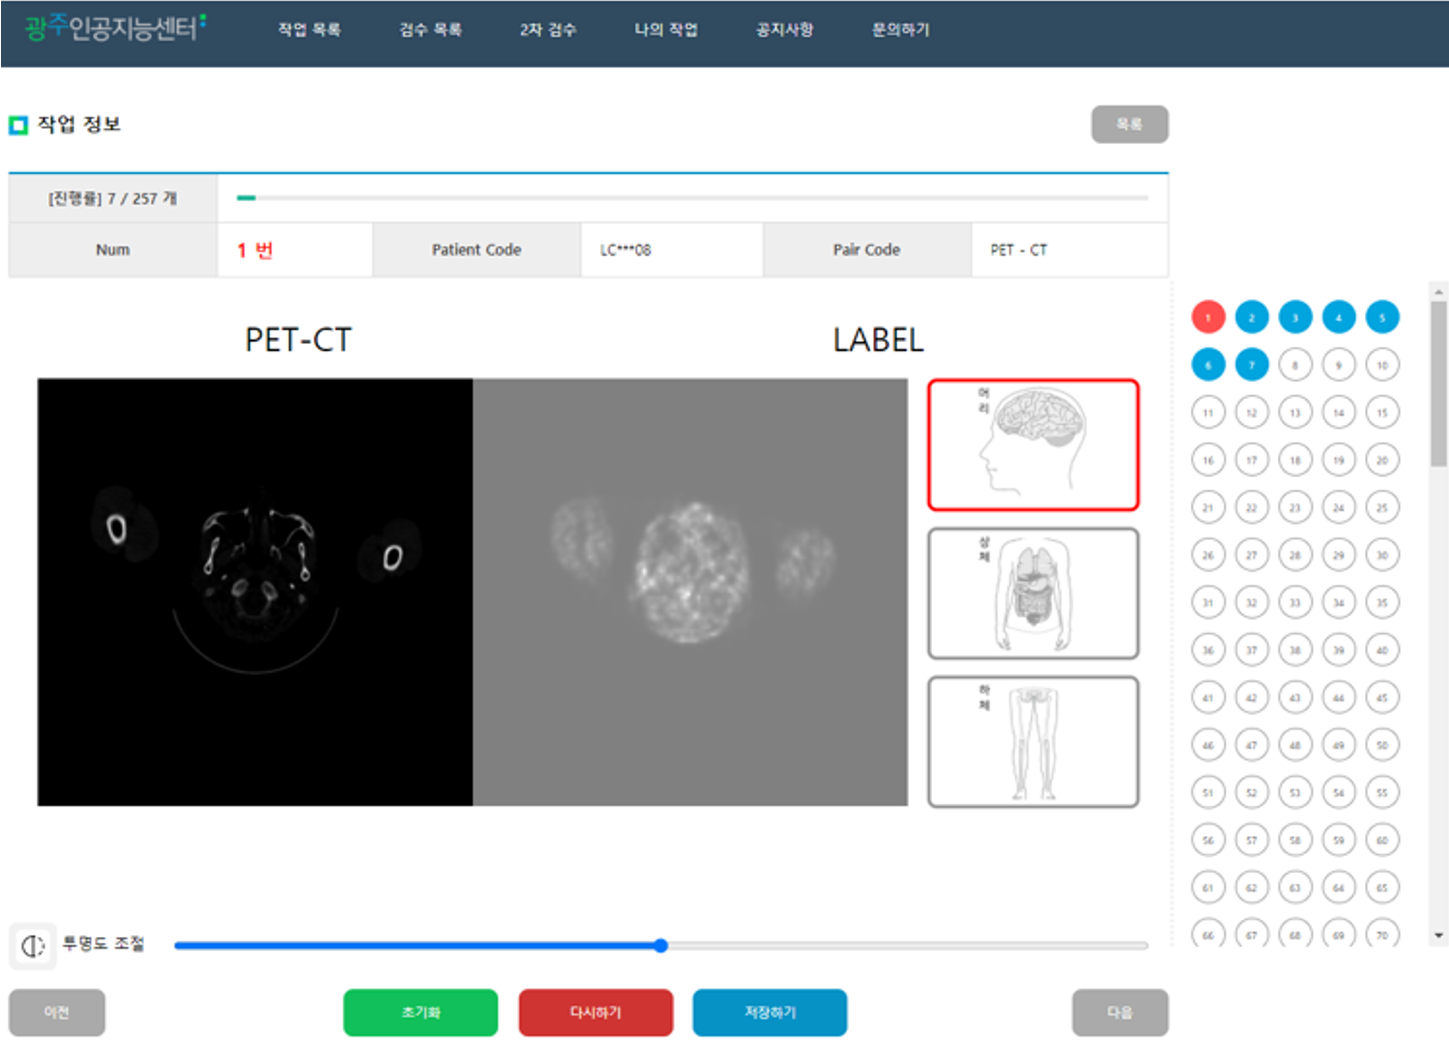 광주인공지능센터 작업 목록 검수 목록 2차 검수 나의 작업 공지사항 문의하기
작업 정보
목록
[진행률] 7 / 257 개
Num 1 번 Patient Code LC***08 Pair Code PET - CT
PET-CT LABEL
머리
상체
하체
1 2 3 4 5
6 7 8 9 10
11 12 13 14 15
16 17 18 19 20
21 22 23 24 25
26 27 28 29 30
31 32 33 34 35
36 37 38 39 40
41 42 43 44 45
46 47 48 49 50
51 52 53 54 55
56 57 58 59 60
61 62 63 64 65
66 67 68 69 70
투명도 조절
이전 초기화 다시하기 저장하기 다음